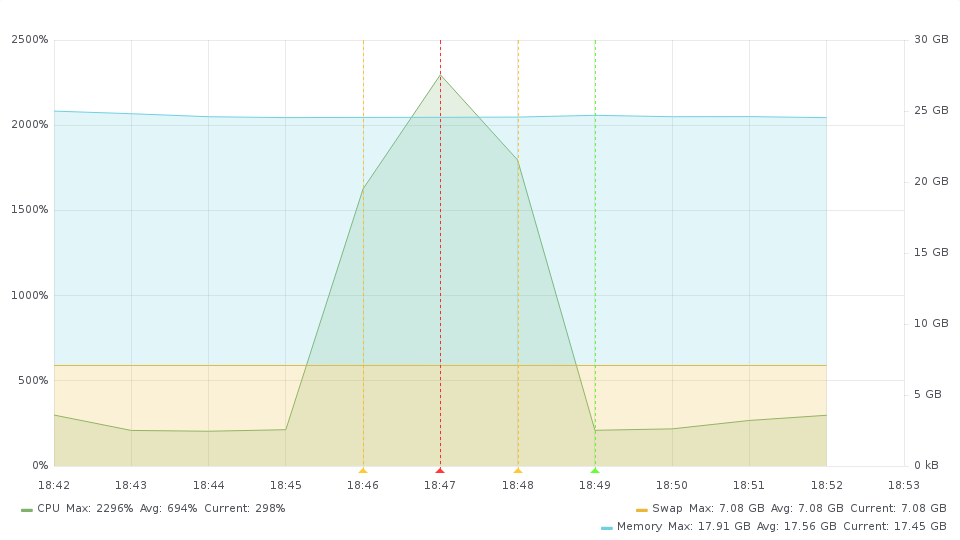 2500%
2000%
1500%
1000%
500%
0%
30 GB
25 GB
20 GB
15 GB
10 GB
5 GB
0 kB
18:42 18:43 18:44 18:45 18:46 18:47 18:48 18:49 18:50 18:51 18:52 18:53
CPU Max: 2296% Avg: 694% Current: 298%
Swap Max: 7.08 GB Avg: 7.08 GB Current: 7.08 GB
Memory Max: 17.91 GB Avg: 17.56 GB Current: 17.45 GB